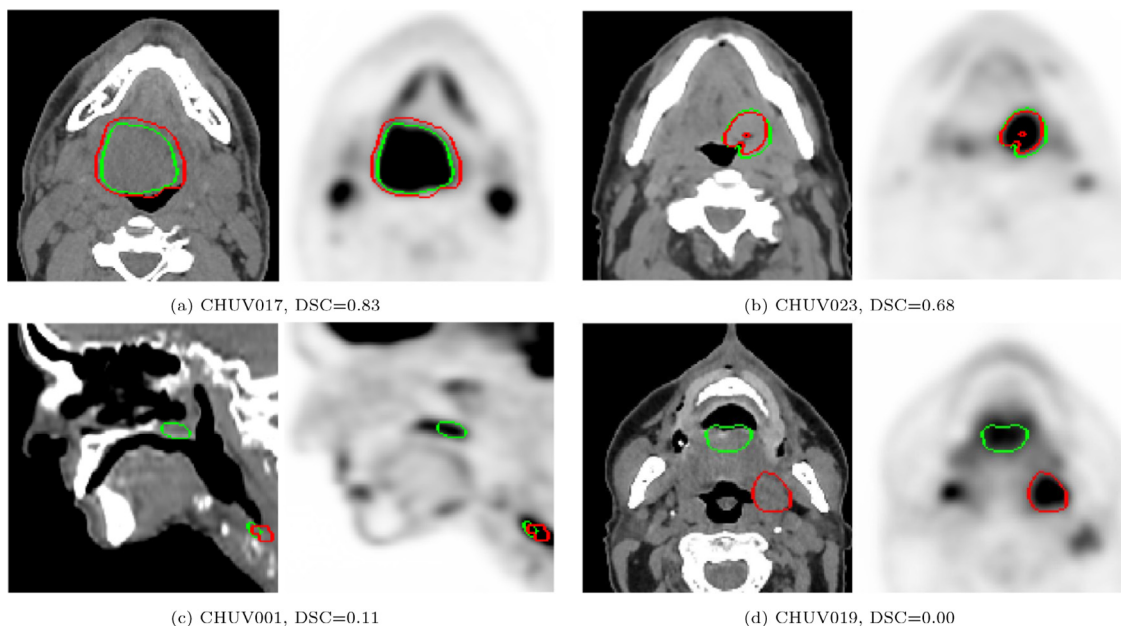 (a) CHUV017, DSC=0.83
(b) CHUV023, DSC=0.68
(c) CHUV001, DSC=0.11
(d) CHUV019, DSC=0.00